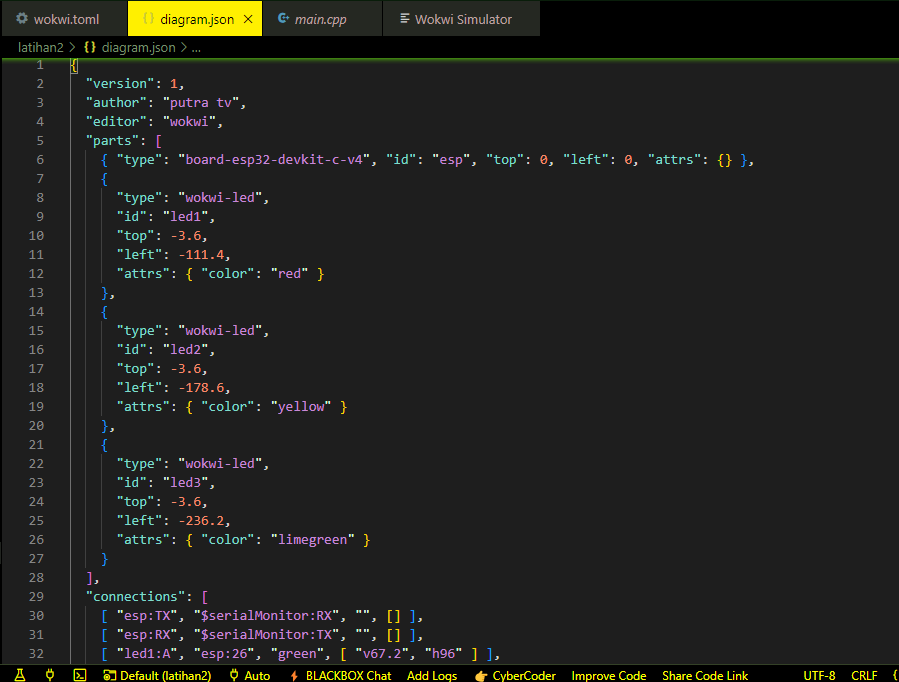 wokwi.toml
{} diagram.json ×
main.cpp
Wokwi Simulator
latihan2 > {} diagram.json > ...
1 {
2 "version": 1,
3 "author": "putra tv",
4 "editor": "wokwi",
5 "parts": [
6 { "type": "board-esp32-devkit-c-v4", "id": "esp", "top": 0, "left": 0, "attrs": {} },
7 {
8 "type": "wokwi-led",
9 "id": "led1",
10 "top": -3.6,
11 "left": -111.4,
12 "attrs": { "color": "red" }
13 },
14 {
15 "type": "wokwi-led",
16 "id": "led2",
17 "top": -3.6,
18 "left": -178.6,
19 "attrs": { "color": "yellow" }
20 },
21 {
22 "type": "wokwi-led",
23 "id": "led3",
24 "top": -3.6,
25 "left": -236.2,
26 "attrs": { "color": "limegreen" }
27 }
28 ],
29 "connections": [
30 [ "esp:TX", "$serialMonitor:RX", "", [] ],
31 [ "esp:RX", "$serialMonitor:TX", "", [] ],
32 [ "led1:A", "esp:26", "green", [ "v67.2", "h96" ] ],
Default (latihan2) Auto BLACKBOX Chat Add Logs CyberCoder Improve Code Share Code Link UTF-8 CRLF {